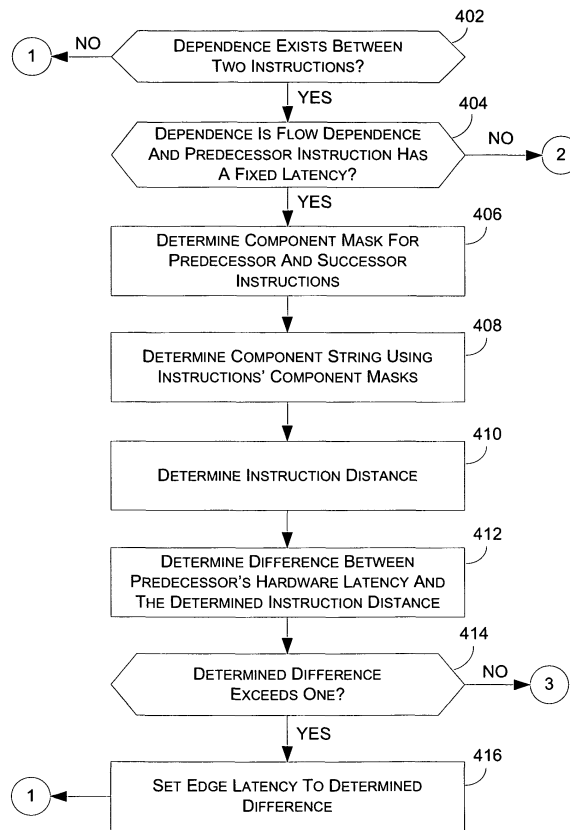 402
1
NO
DEPENDENCE EXISTS BETWEEN
TWO INSTRUCTIONS?
YES
404
DEPENDENCE IS FLOW DEPENDENCE
AND PREDECESSOR INSTRUCTION HAS
A FIXED LATENCY?
NO
2
YES
406
DETERMINE COMPONENT MASK FOR
PREDECESSOR AND SUCCESSOR
INSTRUCTIONS
408
DETERMINE COMPONENT STRING USING
INSTRUCTIONS' COMPONENT MASKS
410
DETERMINE INSTRUCTION DISTANCE
412
DETERMINE DIFFERENCE BETWEEN
PREDECESSOR'S HARDWARE LATENCY AND
THE DETERMINED INSTRUCTION DISTANCE
414
DETERMINED DIFFERENCE
EXCEEDS ONE?
NO
3
YES
416
1
SET EDGE LATENCY TO DETERMINED
DIFFERENCE